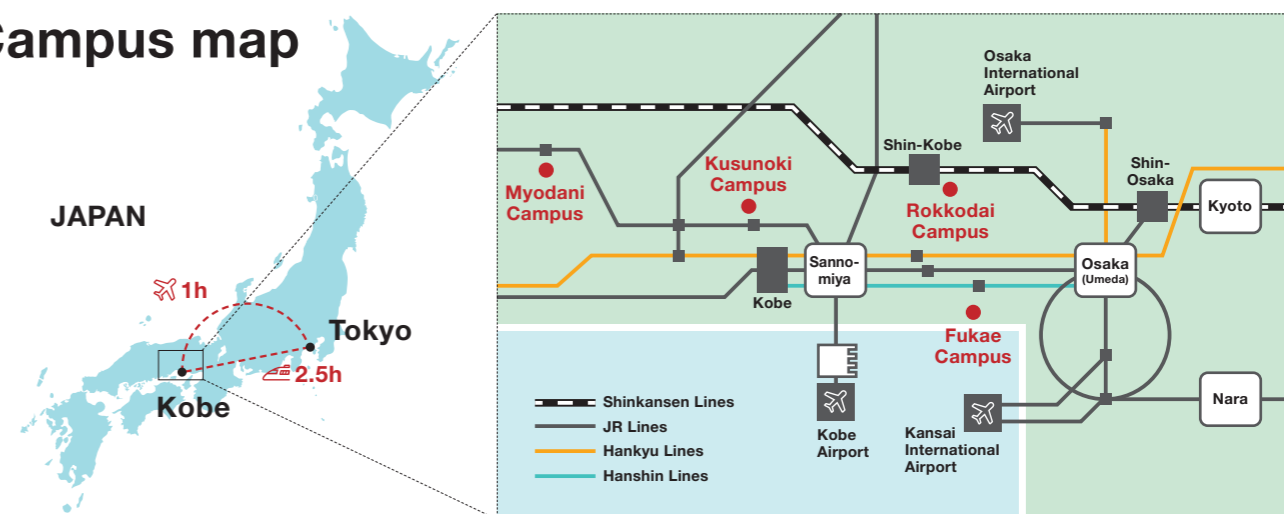 Campus map
JAPAN
1h
Tokyo
2.5h
Kobe
Osaka
International
Airport
Shin-Kobe
Shin-
Osaka
Kusunoki
Campus
Myodani
Campus
Rokkodai
Campus
Kyoto
Sanno-
miya
Osaka
(Umeda)
Kobe
Fukae
Campus
Shinkansen Lines
JR Lines
Hankyu Lines
Hanshin Lines
Kobe
Airport
Kansai
International
Airport
Nara